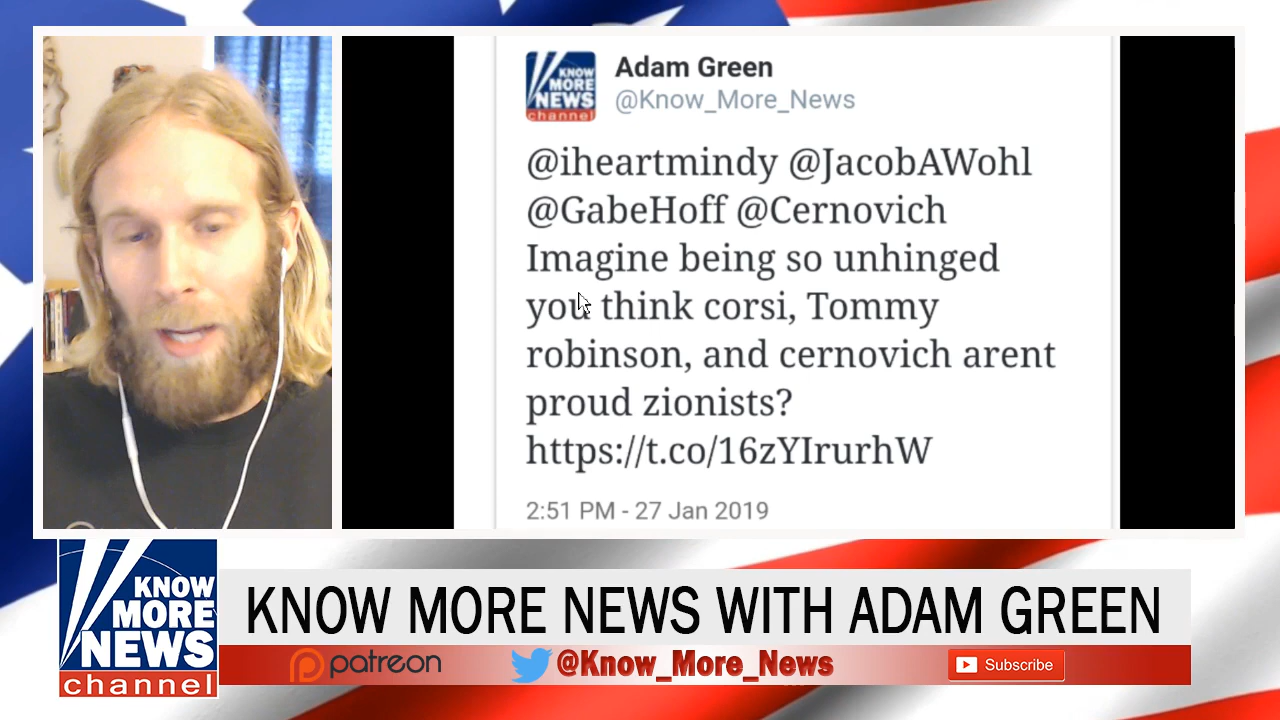 KNOW
MORE
NEWS
channel
Adam Green
@Know_More_News
@iheartmindy @JacobAWohl
@GabeHoff @Cernovich
Imagine being so unhinged
you think corsi, Tommy
robinson, and cernovich arent
proud zionists?
https://t.co/16zYIrurhW
2:51 PM - 27 Jan 2019
KNOW
MORE
NEWS
channel
KNOW MORE NEWS WITH ADAM GREEN
patreon
@Know_More_News
Subscribe